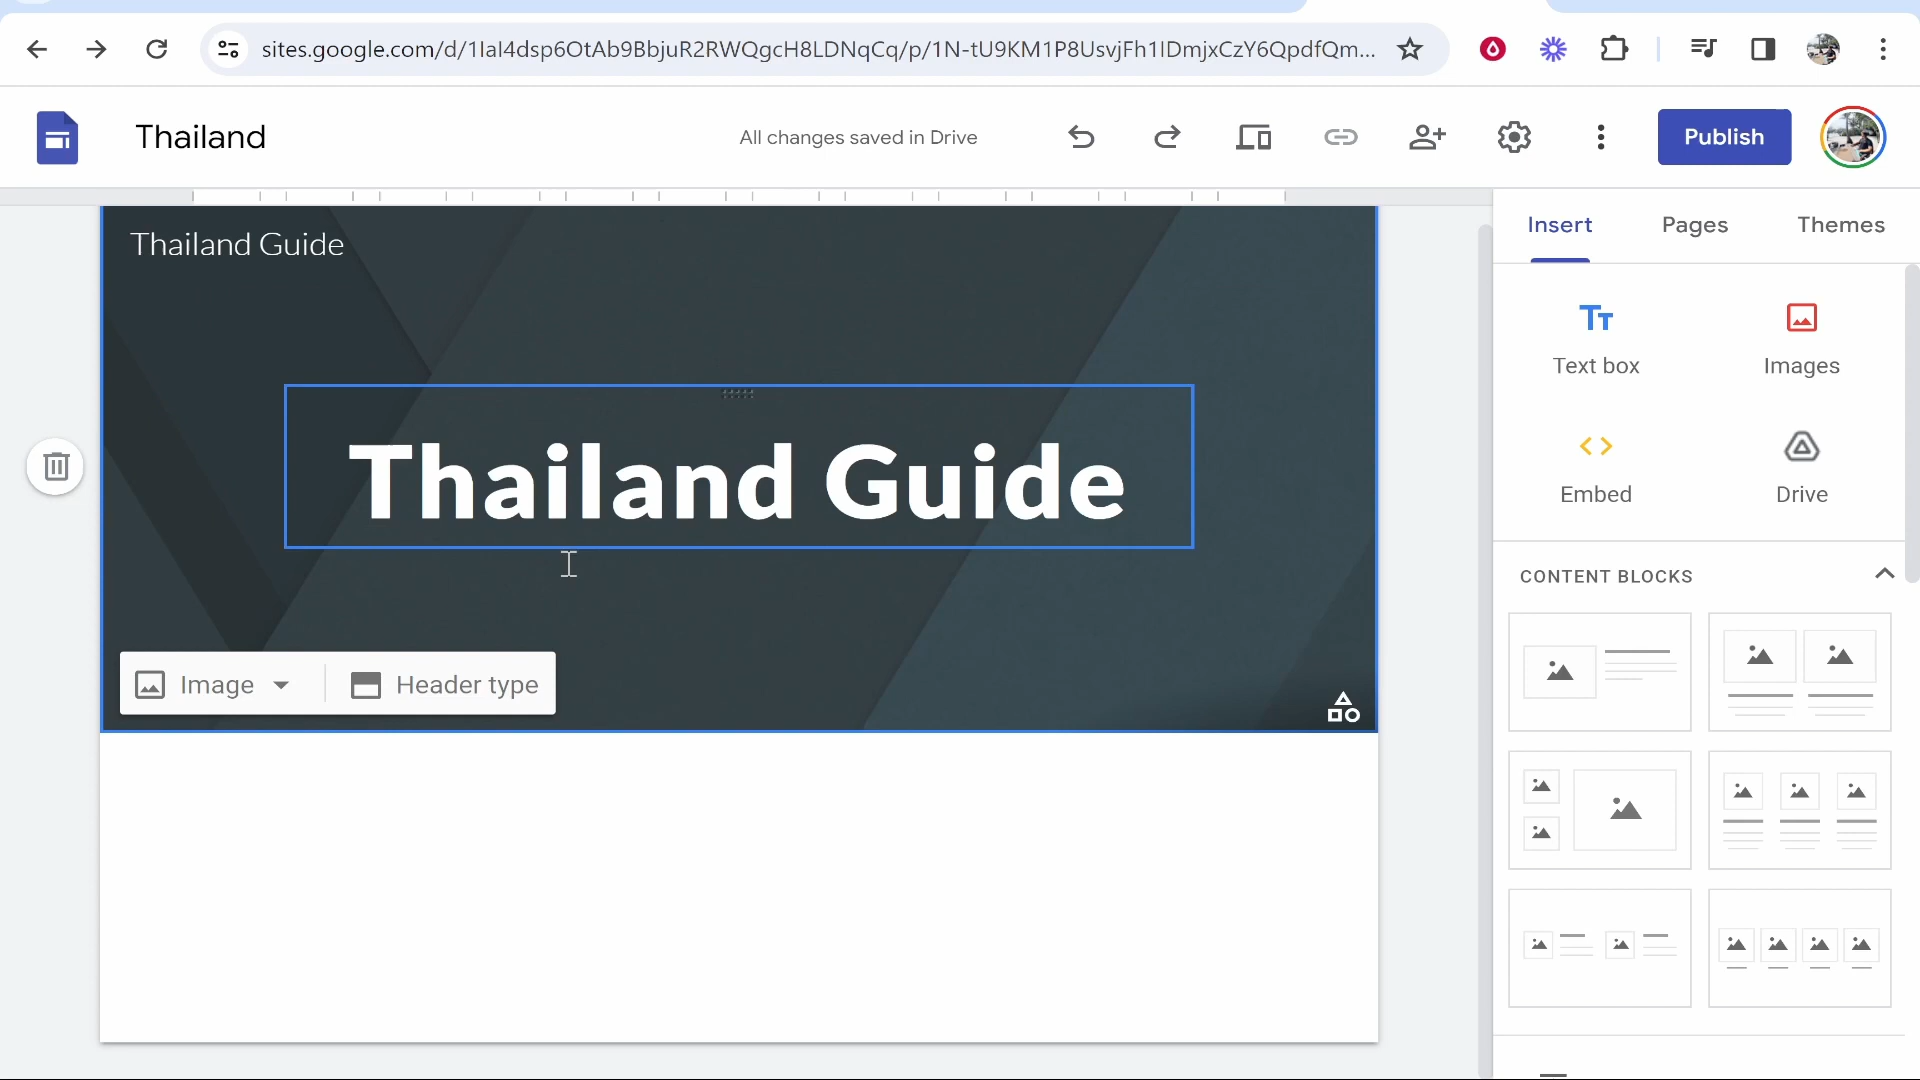 sites.google.com/d/1IaI4dsp6OtAb9BbjuR2RWQgcH8LDNqCq/p/1N-tU9KM1P8UsvjFh1IDmjxCzY6QpdfQm...
Thailand
All changes saved in Drive
Publish
Insert
Pages
Themes
Thailand Guide
Thailand Guide
Image
Header type
Text box
Images
Embed
Drive
CONTENT BLOCKS